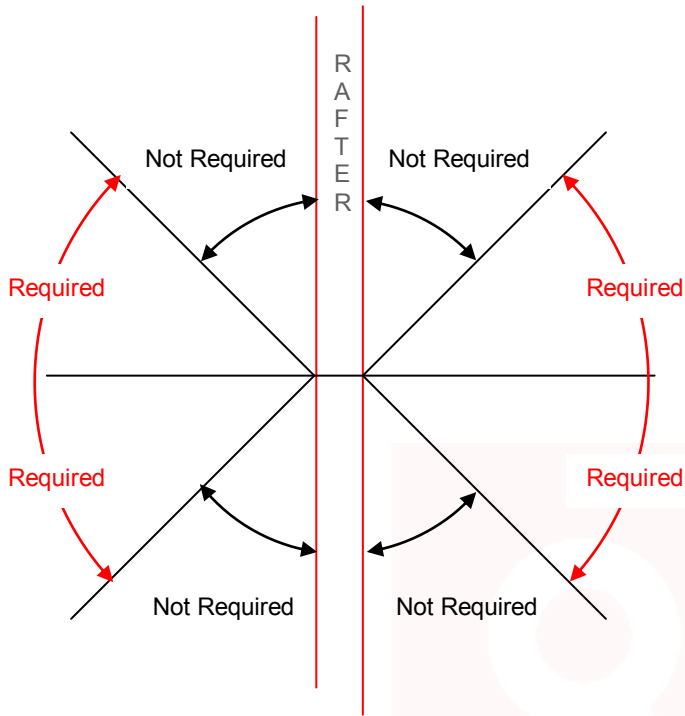 R
A
F
T
E
R
Not Required
Not Required
Required
Required
Required
Required
Not Required
Not Required